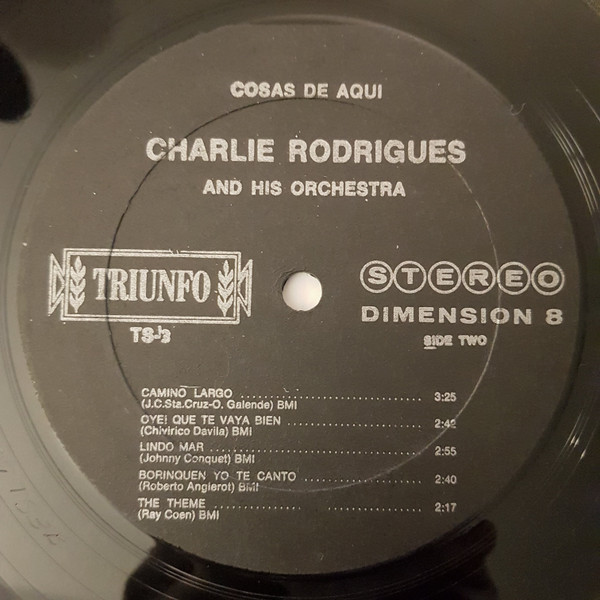 COSAS DE AQUI
CHARLIE RODRIGUES
AND HIS ORCHESTRA
TRIUNFO
STEREO
DIMENSION 8
SIDE TWO
CAMINO LARGO 3:25
(J.C.Sta.Cruz-O. Galende) BMI
OYE! QUE TE VAYA BIEN 2:42
(Chivirico Davila) BMI
LINDO MAR 2:55
(Johnny Conquet) BMI
BORINQUEN YO TE CANTO 2:40
(Roberto Angierot) BMI
THE THEME 2:17
(Ray Coen) BMI